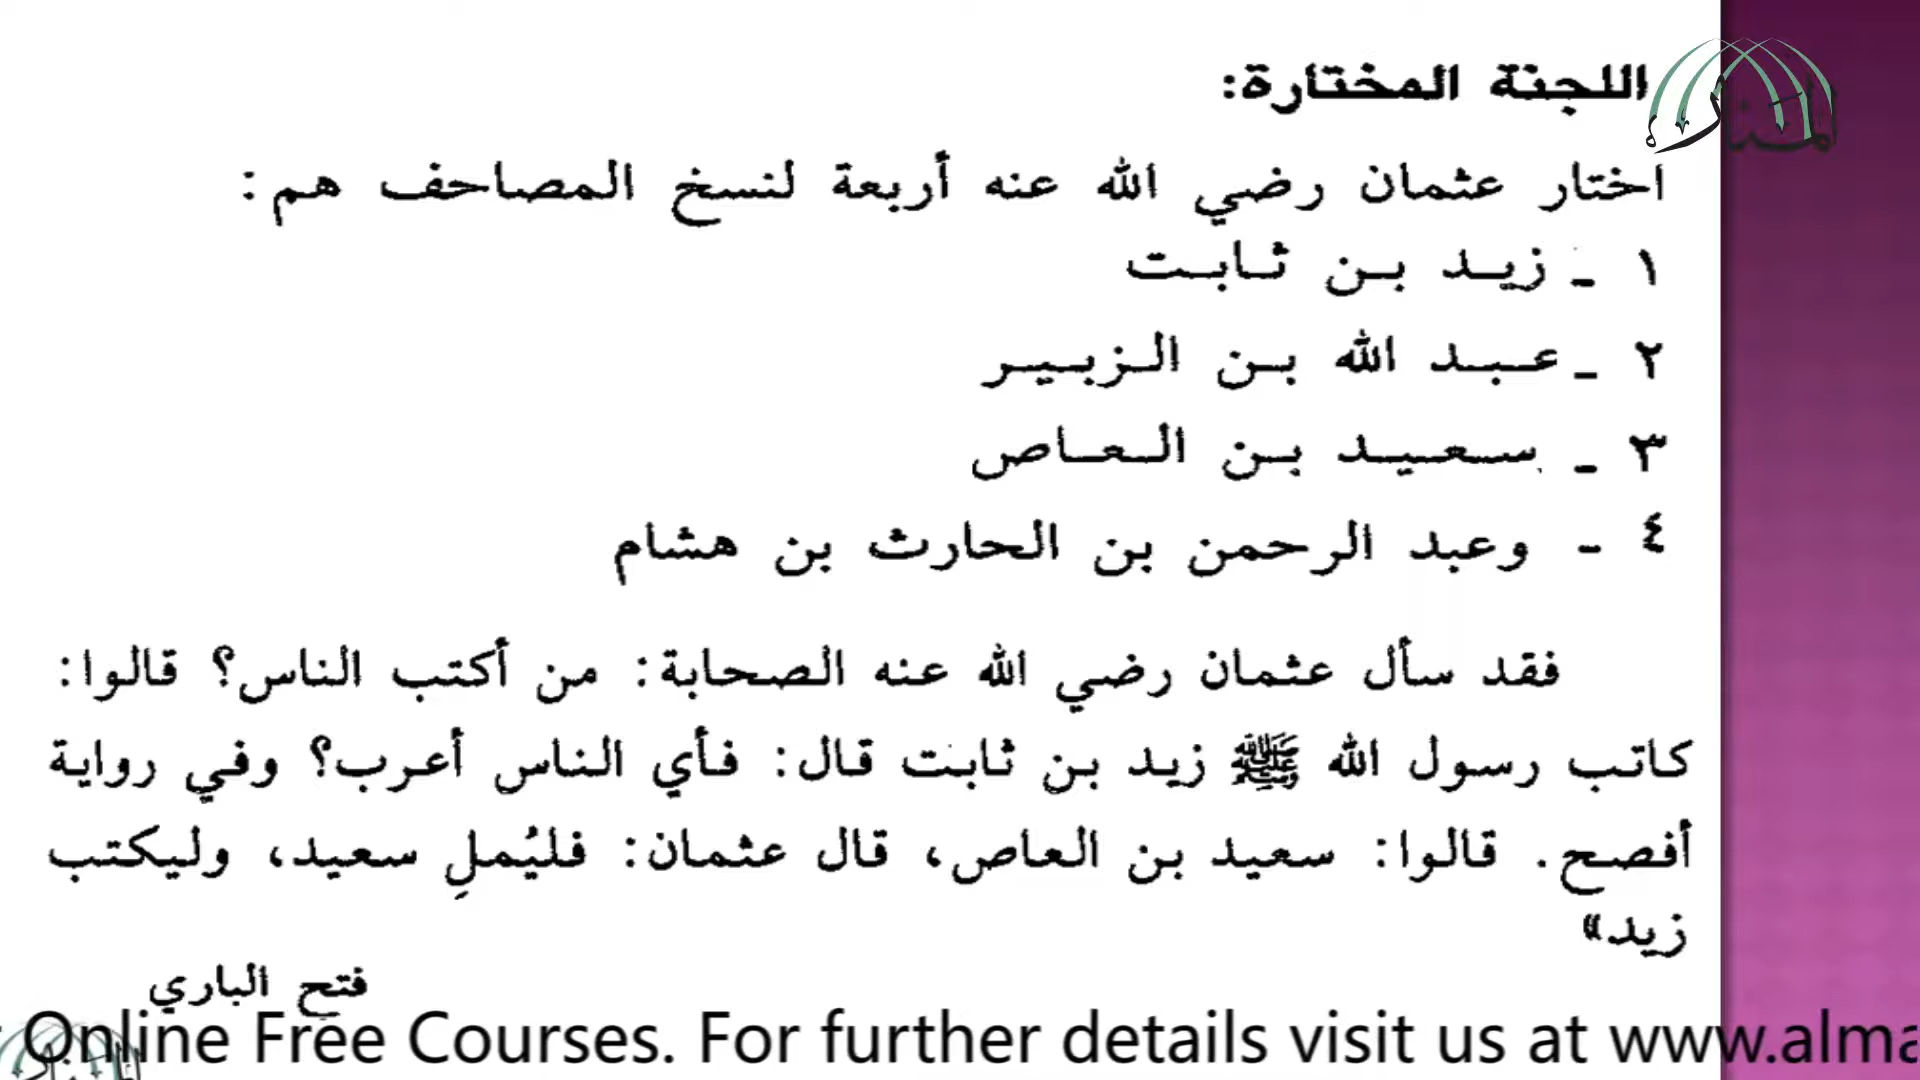 اللجنة المختارة:
اختار عثمان رضي الله عنه أربعة لنسخ المصاحف هم:
١ ـ زيد بن ثابت
٢ ـ عبد الله بن الزبير
٣ ـ سعيد بن العاص
٤ - وعبد الرحمن بن الحارث بن هشام
فقد سأل عثمان رضي الله عنه الصحابة: من أكتب الناس؟ قالوا:
كاتب رسول الله ﷺ زيد بن ثابت قال: فأي الناس أعرب؟ وفي رواية
أفصح. قالوا: سعيد بن العاص، قال عثمان: فليُملِ سعيد، وليكتب
زيد»
فتح الباري
Online Free Courses. For further details visit us at www.alma
المنار